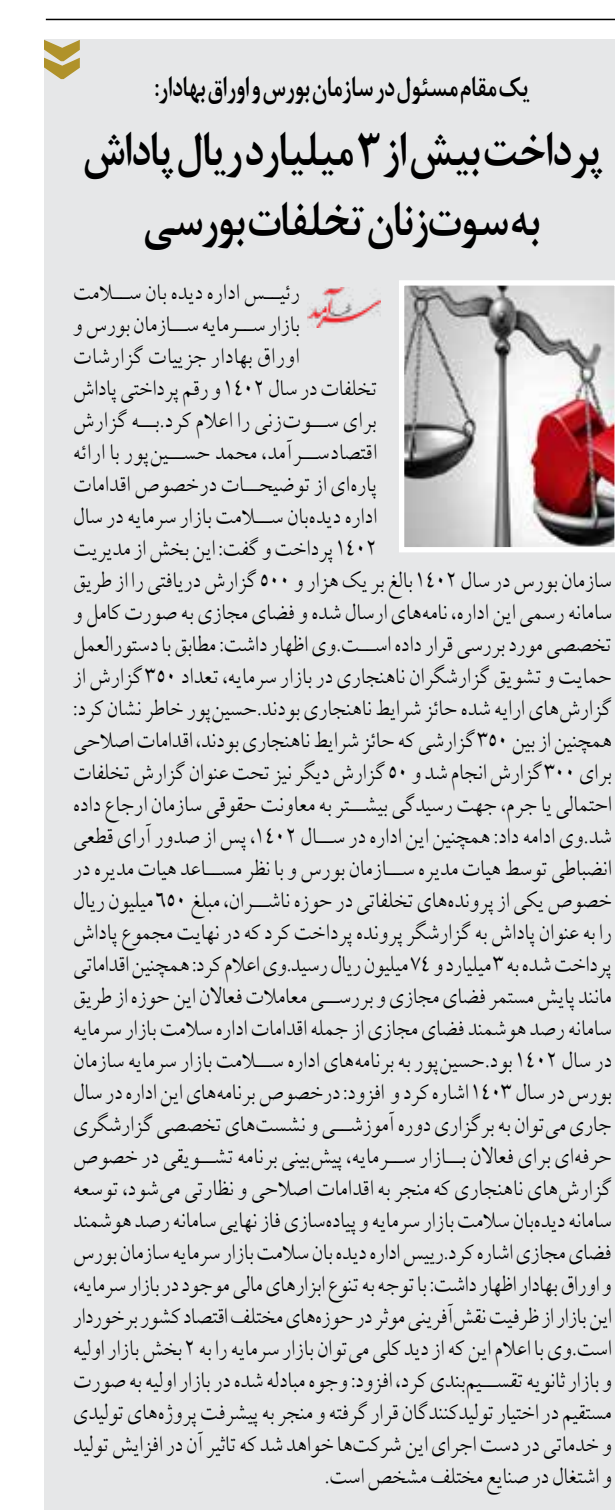 یک مقام مسئول در سازمان بورس و اوراق بهادار:
پرداخت بیش از ۳ میلیارد ریال پاداش
به سوت‌زنان تخلفات بورسی
سرآمد
رئیس اداره دیده بان سلامت
بازار سرمایه سازمان بورس و
اوراق بهادار جزییات گزارشات
تخلفات در سال ۱۴۰۲ و رقم پرداختی پاداش
برای سوت‌زنی را اعلام کرد.به گزارش
اقتصادسرآمد، محمد حسین‌پور با ارائه
پاره‌ای از توضیحات درخصوص اقدامات
اداره دیده‌بان سلامت بازار سرمایه در سال
۱۴۰۲ پرداخت و گفت: این بخش از مدیریت
سازمان بورس در سال ۱۴۰۲ بالغ بر یک هزار و ۵۰۰ گزارش دریافتی را از طریق
سامانه رسمی این اداره، نامه‌های ارسال شده و فضای مجازی به صورت کامل و
تخصصی مورد بررسی قرار داده است.وی اظهار داشت: مطابق با دستورالعمل
حمایت و تشویق گزارشگران ناهنجاری در بازار سرمایه، تعداد ۳۵۰ گزارش از
گزارش‌های ارایه شده حائز شرایط ناهنجاری بودند.حسین‌پور خاطر نشان کرد:
همچنین از بین ۳۵۰ گزارشی که حائز شرایط ناهنجاری بودند، اقدامات اصلاحی
برای ۳۰۰ گزارش انجام شد و ۵۰ گزارش دیگر نیز تحت عنوان گزارش تخلفات
احتمالی یا جرم، جهت رسیدگی بیشتر به معاونت حقوقی سازمان ارجاع داده
شد.وی ادامه داد: همچنین این اداره در سال ۱۴۰۲، پس از صدور آرای قطعی
انضباطی توسط هیات مدیره سازمان بورس و با نظر مساعد هیات مدیره در
خصوص یکی از پرونده‌های تخلفاتی در حوزه ناشران، مبلغ ۶۵۰ میلیون ریال
را به عنوان پاداش به گزارشگر پرونده پرداخت کرد که در نهایت مجموع پاداش
پرداخت شده به ۳ میلیارد و ۷۴ میلیون ریال رسید.وی اعلام کرد: همچنین اقداماتی
مانند پایش مستمر فضای مجازی و بررسی معاملات فعالان این حوزه از طریق
سامانه رصد هوشمند فضای مجازی از جمله اقدامات اداره سلامت بازار سرمایه
در سال ۱۴۰۲ بود.حسین‌پور به برنامه‌های اداره سلامت بازار سرمایه سازمان
بورس در سال ۱۴۰۳ اشاره کرد و افزود: درخصوص برنامه‌های این اداره در سال
جاری می‌توان به برگزاری دوره آموزشی و نشست‌های تخصصی گزارشگری
حرفه‌ای برای فعالان بازار سرمایه، پیش‌بینی برنامه تشویقی در خصوص
گزارش‌های ناهنجاری که منجر به اقدامات اصلاحی و نظارتی می‌شود، توسعه
سامانه دیده‌بان سلامت بازار سرمایه و پیاده‌سازی فاز نهایی سامانه رصد هوشمند
فضای مجازی اشاره کرد.رییس اداره دیده بان سلامت بازار سرمایه سازمان بورس
و اوراق بهادار اظهار داشت: با توجه به تنوع ابزارهای مالی موجود در بازار سرمایه،
این بازار از ظرفیت نقش‌آفرینی موثر در حوزه‌های مختلف اقتصاد کشور برخوردار
است.وی با اعلام این که از دید کلی می‌توان بازار سرمایه را به ۲ بخش بازار اولیه
و بازار ثانویه تقسیم‌بندی کرد، افزود: وجوه مبادله شده در بازار اولیه به صورت
مستقیم در اختیار تولیدکنندگان قرار گرفته و منجر به پیشرفت پروژه‌های تولیدی
و خدماتی در دست اجرای این شرکت‌ها خواهد شد که تاثیر آن در افزایش تولید
و اشتغال در صنایع مختلف مشخص است.